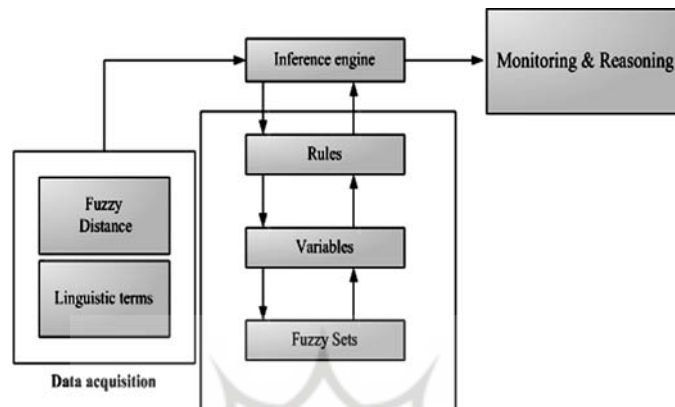 Inference engine
Monitoring & Reasoning
Rules
Fuzzy
Distance
Variables
Linguistic terms
Fuzzy Sets
Data acquisition